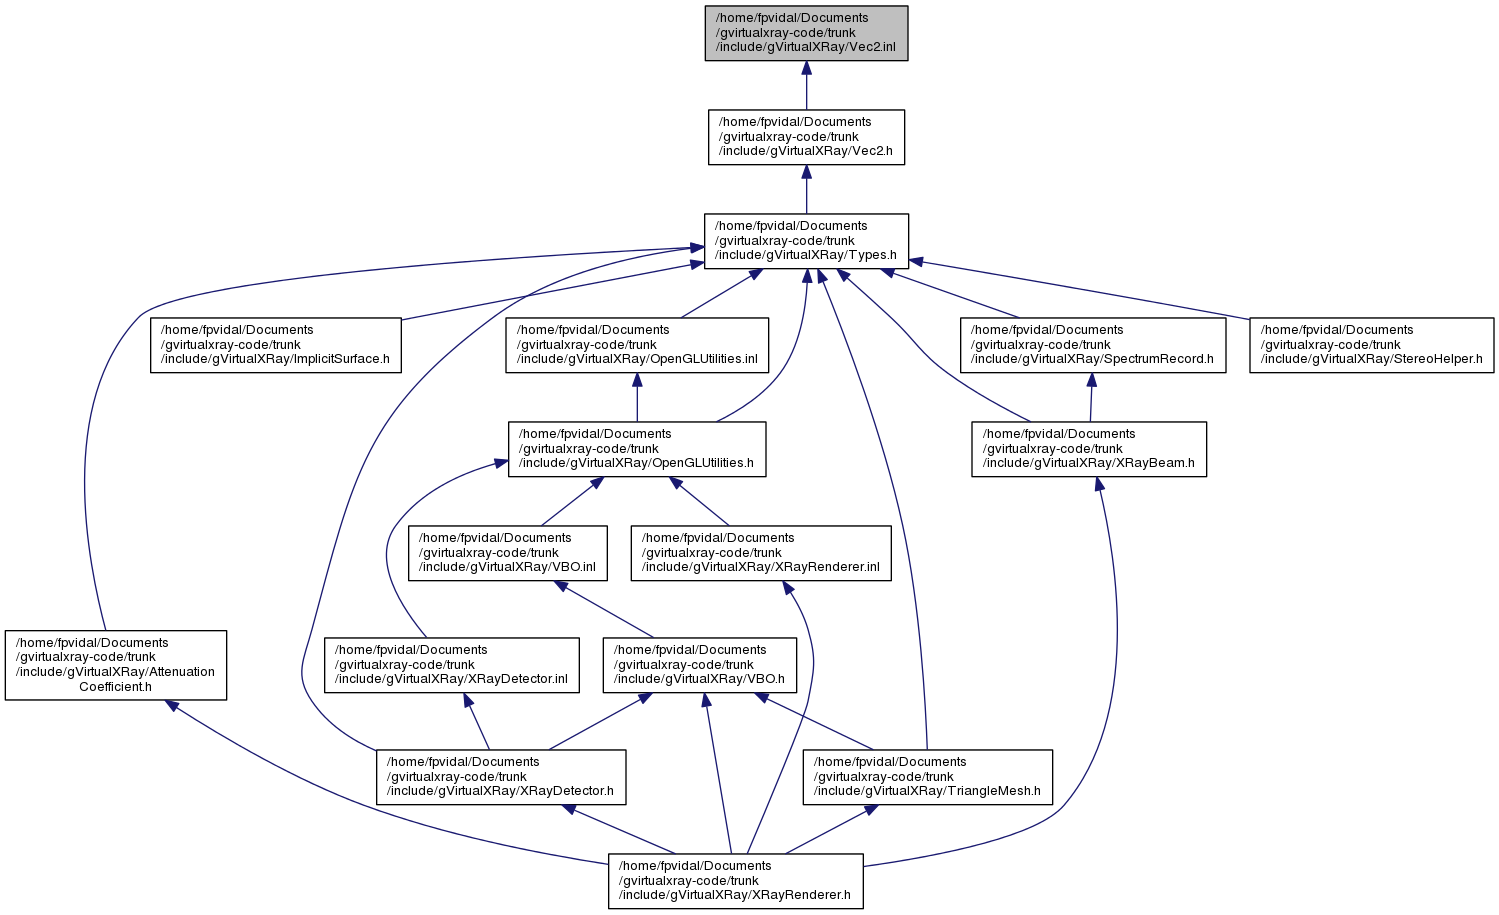 /home/fpvidal/Documents
/gvirtualxray-code/trunk
/include/gVirtualXRay/Vec2.inl
/home/fpvidal/Documents
/gvirtualxray-code/trunk
/include/gVirtualXRay/Vec2.h
/home/fpvidal/Documents
/gvirtualxray-code/trunk
/include/gVirtualXRay/Types.h
/home/fpvidal/Documents
/gvirtualxray-code/trunk
/include/gVirtualXRay/ImplicitSurface.h
/home/fpvidal/Documents
/gvirtualxray-code/trunk
/include/gVirtualXRay/OpenGLUtilities.inl
/home/fpvidal/Documents
/gvirtualxray-code/trunk
/include/gVirtualXRay/SpectrumRecord.h
/home/fpvidal/Documents
/gvirtualxray-code/trunk
/include/gVirtualXRay/StereoHelper.h
/home/fpvidal/Documents
/gvirtualxray-code/trunk
/include/gVirtualXRay/OpenGLUtilities.h
/home/fpvidal/Documents
/gvirtualxray-code/trunk
/include/gVirtualXRay/XRayBeam.h
/home/fpvidal/Documents
/gvirtualxray-code/trunk
/include/gVirtualXRay/VBO.inl
/home/fpvidal/Documents
/gvirtualxray-code/trunk
/include/gVirtualXRay/XRayRenderer.inl
/home/fpvidal/Documents
/gvirtualxray-code/trunk
/include/gVirtualXRay/Attenuation
Coefficient.h
/home/fpvidal/Documents
/gvirtualxray-code/trunk
/include/gVirtualXRay/XRayDetector.inl
/home/fpvidal/Documents
/gvirtualxray-code/trunk
/include/gVirtualXRay/VBO.h
/home/fpvidal/Documents
/gvirtualxray-code/trunk
/include/gVirtualXRay/XRayDetector.h
/home/fpvidal/Documents
/gvirtualxray-code/trunk
/include/gVirtualXRay/TriangleMesh.h
/home/fpvidal/Documents
/gvirtualxray-code/trunk
/include/gVirtualXRay/XRayRenderer.h